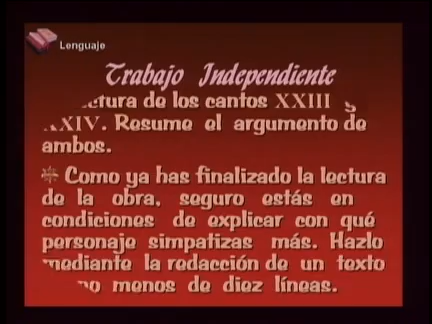 Lenguaje
Trabajo Independiente
de los cantos XXIII y
XXIV. Resume el argumento de
ambos.
Como ya has finalizado la lectura
de la obra, seguro estás en
condiciones de explicar con qué
personaje simpatizas más. Hazlo
mediante la redacción de un texto
no menos de diez líneas.